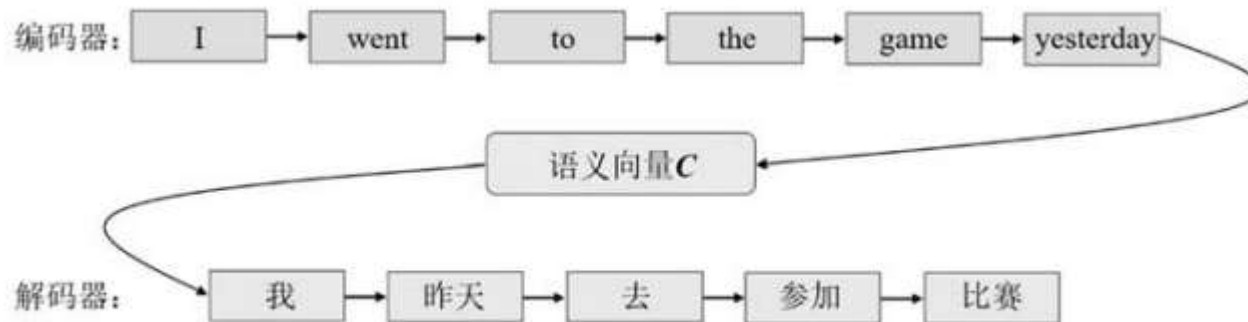 编码器: I went to the game yesterday
语义向量C
解码器: 我 昨天 去 参加 比赛